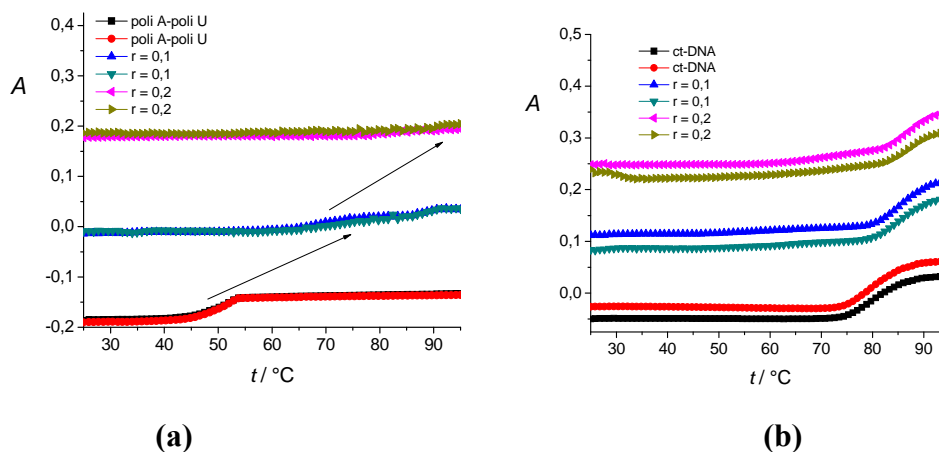 0,4
0,3
0,2
0,1
0,0
-0,1
-0,2
A
poli A-poli U
poli A-poli U
r = 0,1
r = 0,1
r = 0,2
r = 0,2
30 40 50 60 70 80 90
t / °C
(a)
0,5
0,4
0,3
0,2
0,1
0,0
A
ct-DNA
ct-DNA
r = 0,1
r = 0,1
r = 0,2
r = 0,2
30 40 50 60 70 80 90
t / °C
(b)